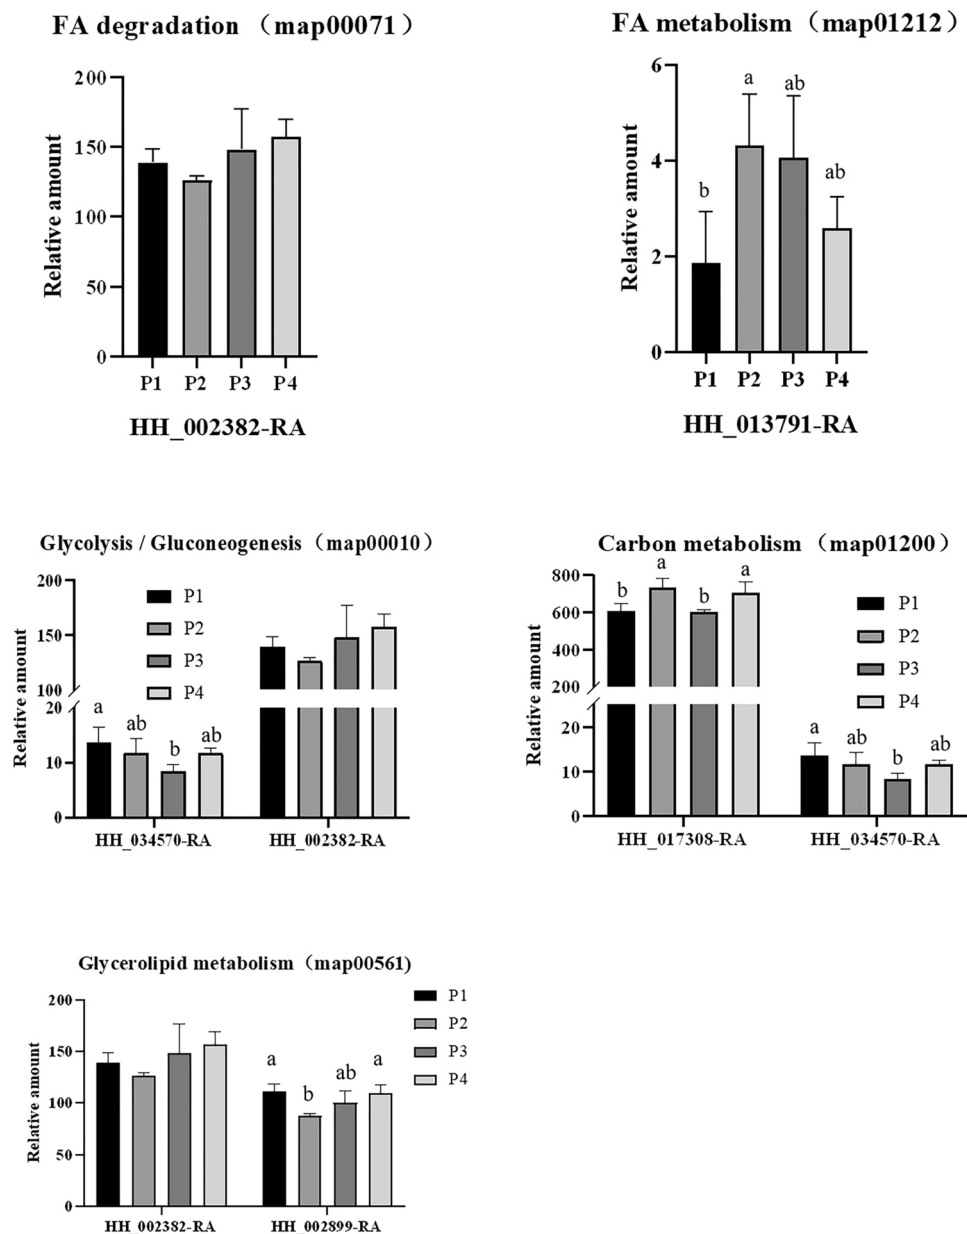 FA degradation （map00071）
200
150
100
50
0
Relative amount
P1 P2 P3 P4
HH_002382-RA
FA metabolism （map01212）
6
4
2
0
Relative amount
b a ab ab
P1 P2 P3 P4
HH_013791-RA
Glycolysis / Gluconeogenesis （map00010）
200
150
100
20
10
0
Relative amount
P1
P2
P3
P4
a ab b ab
HH_034570-RA HH_002382-RA
Carbon metabolism （map01200）
800
600
400
200
20
10
0
Relative amount
b a b a
P1
P2
P3
P4
a ab b ab
HH_017308-RA HH_034570-RA
Glycerolipid metabolism （map00561)
200
150
100
50
0
Relative amount
P1
P2
P3
P4
a b ab a
HH_002382-RA HH_002899-RA